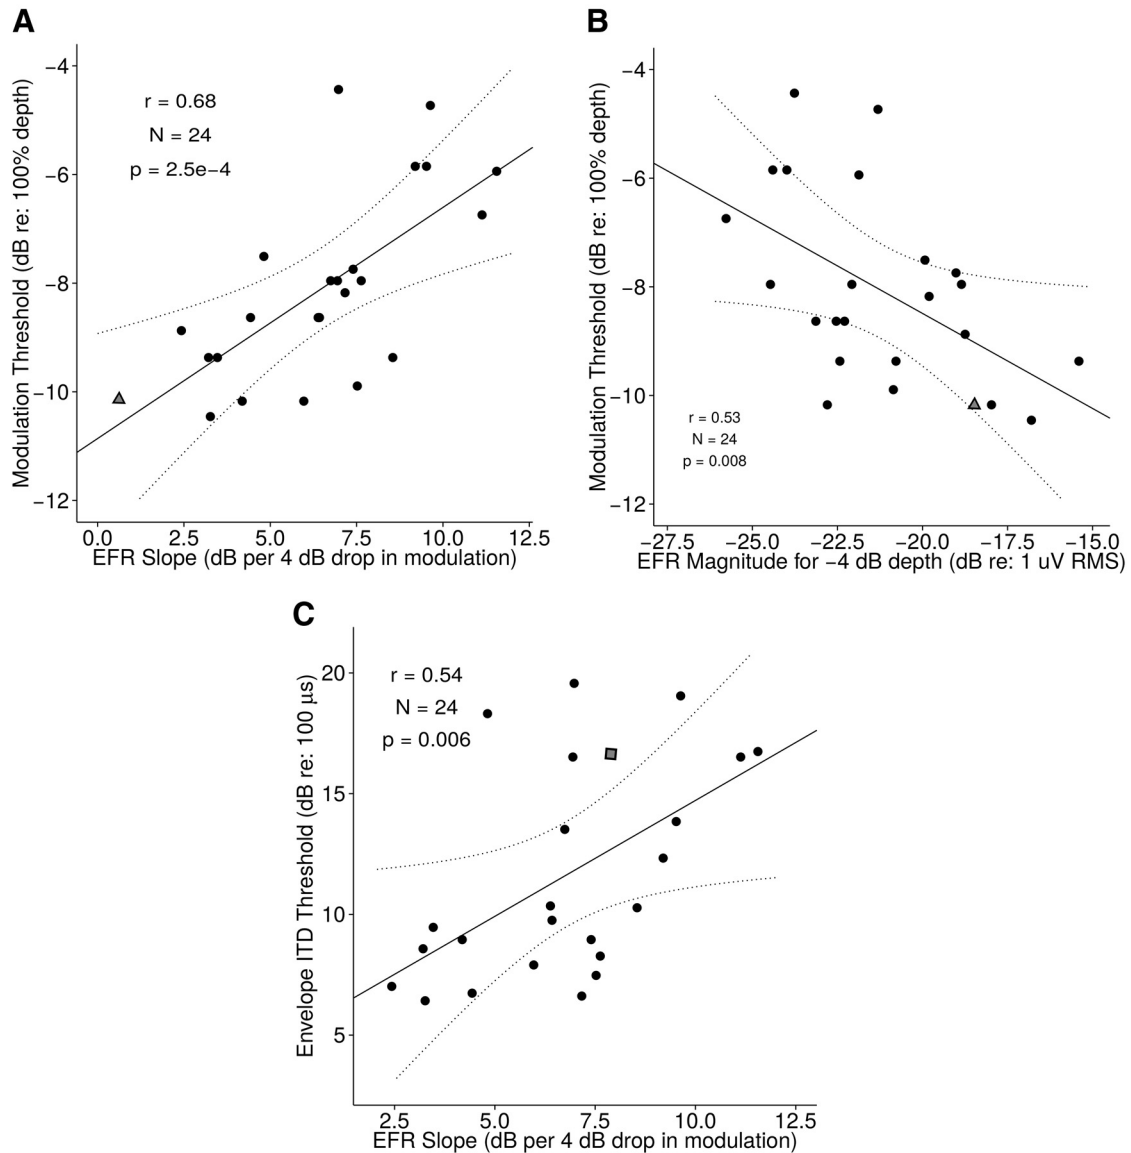 A
Modulation Threshold (dB re: 100% depth)
−4
−6
−8
−10
−12
r = 0.68
N = 24
p = 2.5e−4
0.0 2.5 5.0 7.5 10.0 12.5
EFR Slope (dB per 4 dB drop in modulation)
B
Modulation Threshold (dB re: 100% depth)
−4
−6
−8
−10
−12
r = 0.53
N = 24
p = 0.008
−27.5 −25.0 −22.5 −20.0 −17.5 −15.0
EFR Magnitude for −4 dB depth (dB re: 1 uV RMS)
C
Envelope ITD Threshold (dB re: 100 μs)
20
15
10
5
r = 0.54
N = 24
p = 0.006
2.5 5.0 7.5 10.0 12.5
EFR Slope (dB per 4 dB drop in modulation)